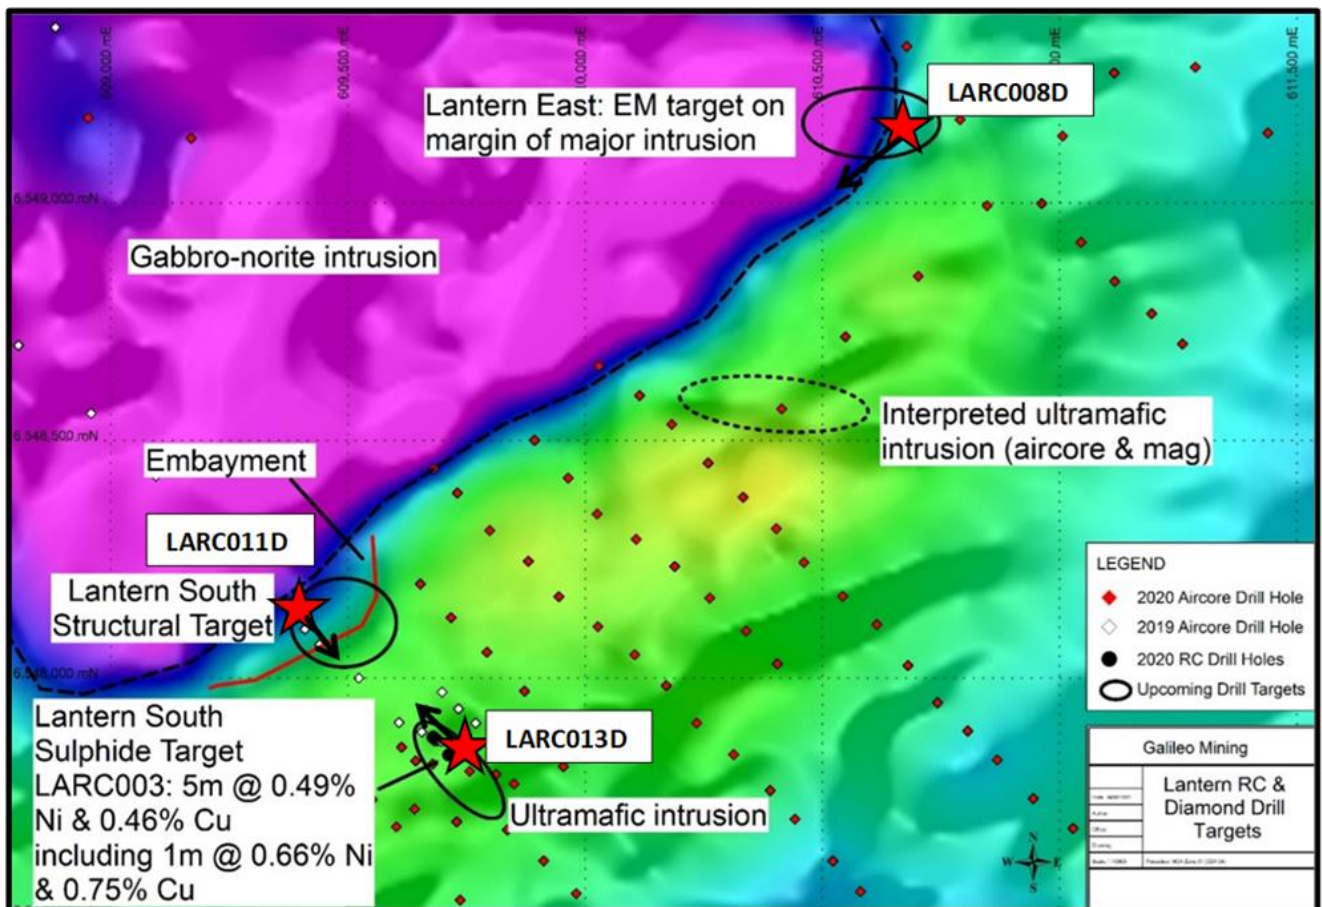 609,000 mE
609,500 mE
610,500 mE
611,500 mE
LARC008D
Lantern East: EM target on
margin of major intrusion
6,549,000 mN
Gabbro-norite intrusion
Interpreted ultramafic
intrusion (aircore & mag)
6,548,500 mN
Embayment
LARC011D
Lantern South
Structural Target
6,548,000 mN
Lantern South
Sulphide Target
LARC003: 5m @ 0.49%
Ni & 0.46% Cu
including 1m @ 0.66% Ni
& 0.75% Cu
LARC013D
Ultramafic intrusion
LEGEND
2020 Aircore Drill Hole
2019 Aircore Drill Hole
2020 RC Drill Holes
Upcoming Drill Targets
Galileo Mining
Lantern RC &
Diamond Drill
Targets
N
W E
S